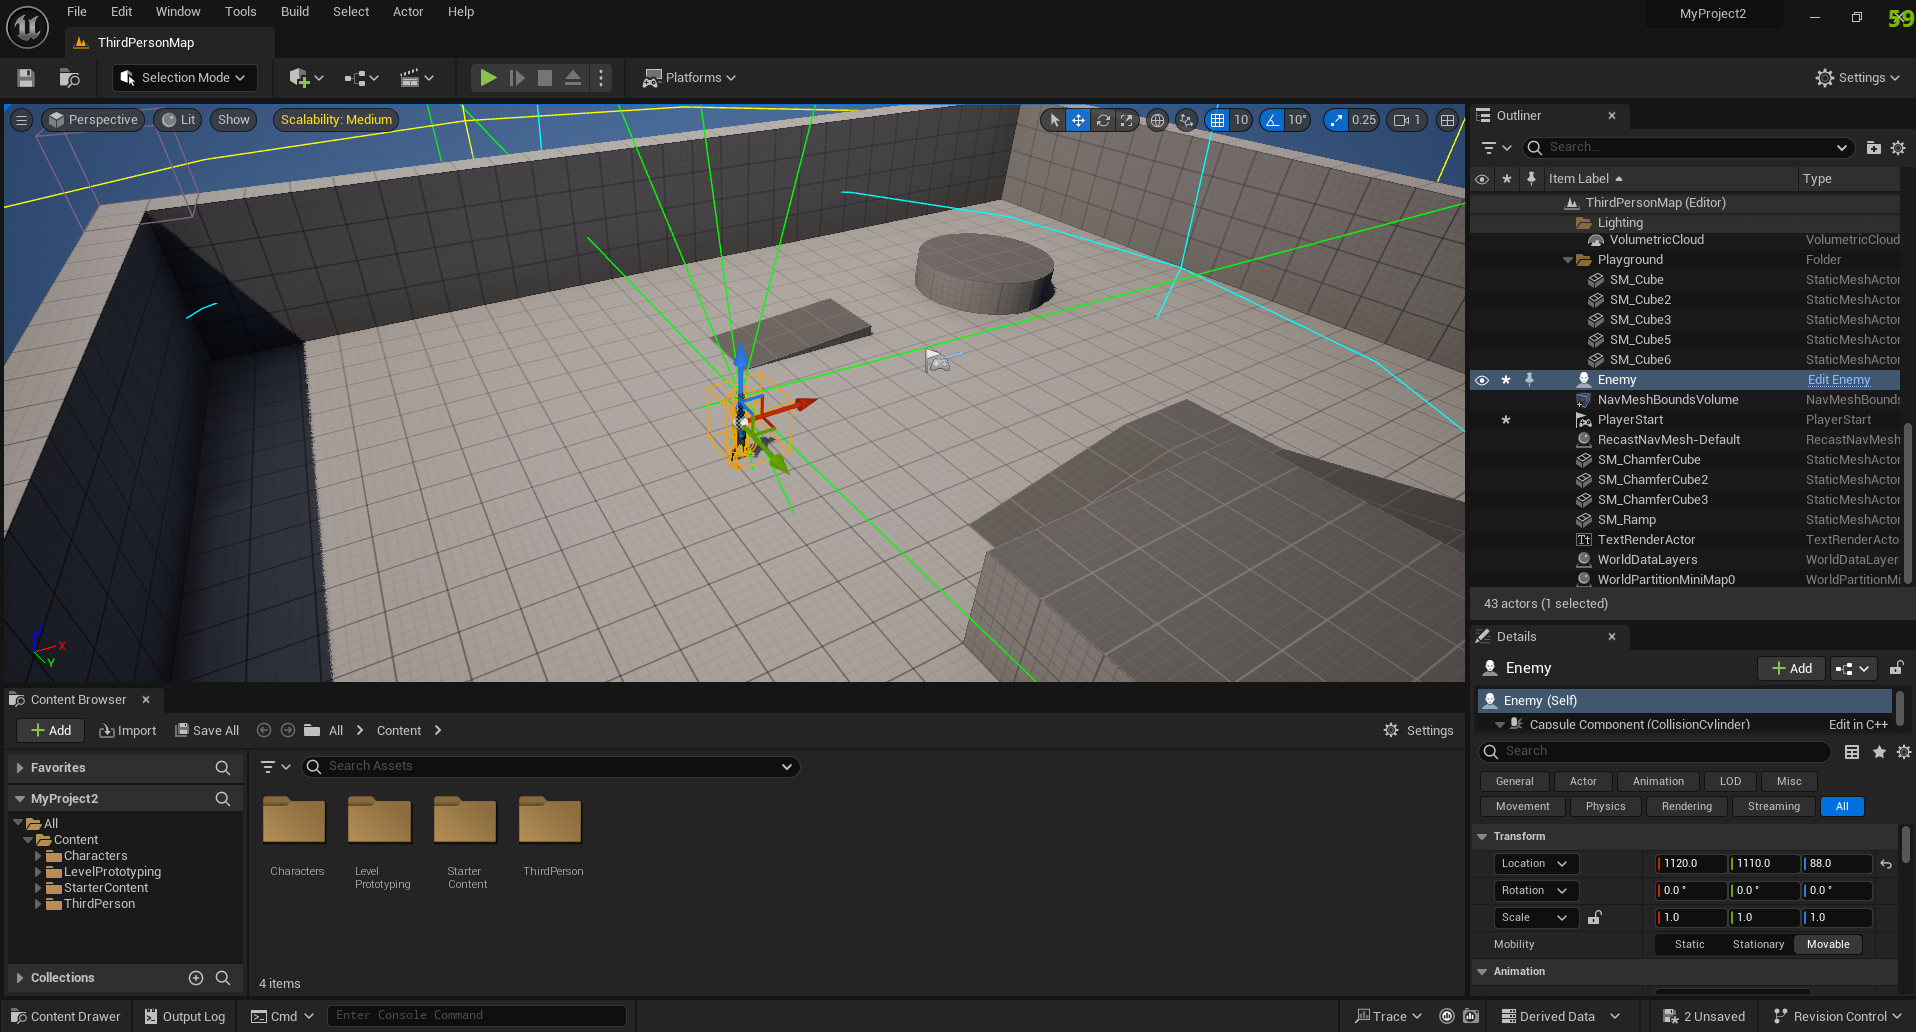 File Edit Window Tools Build Select Actor Help
MyProject2
59
ThirdPersonMap
Selection Mode
Platforms
Settings
Perspective Lit Show Scalability: Medium
10 10° 0.25 1
Outliner
Search...
Item Label Type
ThirdPersonMap (Editor)
Lighting
VolumetricCloud VolumetricCloud
Playground Folder
SM_Cube StaticMeshActor
SM_Cube2 StaticMeshActor
SM_Cube3 StaticMeshActor
SM_Cube5 StaticMeshActor
SM_Cube6 StaticMeshActor
Enemy Edit Enemy
NavMeshBoundsVolume NavMeshBounds
PlayerStart PlayerStart
RecastNavMesh-Default RecastNavMesh
SM_ChamferCube StaticMeshActor
SM_ChamferCube2 StaticMeshActor
SM_ChamferCube3 StaticMeshActor
SM_Ramp StaticMeshActor
TextRenderActor TextRenderActo
WorldDataLayers WorldDataLayer
WorldPartitionMiniMap0 WorldPartitionMi
43 actors (1 selected)
Z
X
Y
Details
Enemy
Add
Enemy (Self)
Capsule Component (CollisionCylinder) Edit in C++
Search
General Actor Animation LOD Misc
Movement Physics Rendering Streaming All
Transform
Location 1120.0 1110.0 88.0
Rotation 0.0 ° 0.0 ° 0.0 °
Scale 1.0 1.0 1.0
Mobility Static Stationary Movable
Animation
Content Browser
Add Import Save All All Content Settings
Favorites
MyProject2
All
Content
Characters
LevelPrototyping
StarterContent
ThirdPerson
Collections
Search Assets
Characters
Level
Prototyping
Starter
Content
ThirdPerson
4 items
Content Drawer Output Log Cmd Enter Console Command Trace Derived Data 2 Unsaved Revision Control